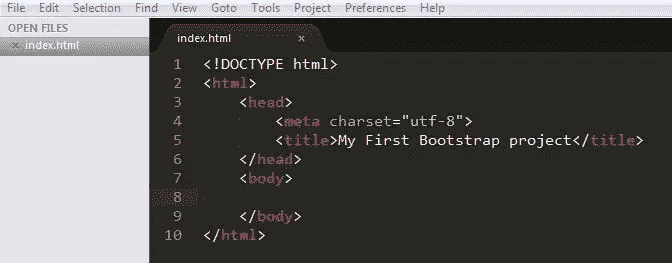 File Edit Selection Find View Goto Tools Project Preferences Help
OPEN FILES
× index.html
index.html ×
1 <!DOCTYPE html>
2 <html>
3     <head>
4         <meta charset="utf-8">
5         <title>My First Bootstrap project</title>
6     </head>
7     <body>
8
9     </body>
10 </html>